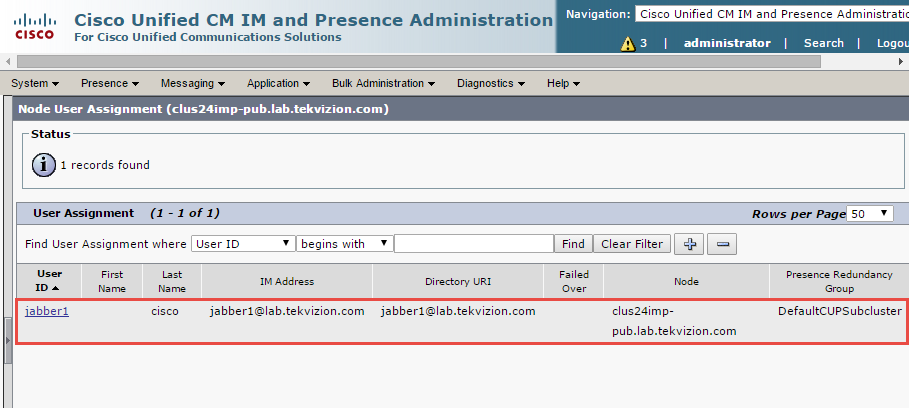 Cisco Unified CM IM and Presence Administration
For Cisco Unified Communications Solutions
CISCO
Navigation: Cisco Unified CM IM and Presence Administratio
3 | administrator | Search | Logou
System Presence Messaging Application Bulk Administration Diagnostics Help
Node User Assignment (clus24imp-pub.lab.tekvizion.com)
Status
1 records found
User Assignment (1 - 1 of 1) Rows per Page 50
Find User Assignment where User ID begins with Find Clear Filter
User ID First Name Last Name IM Address Directory URI Failed Over Node Presence Redundancy Group
jabber1 cisco jabber1@lab.tekvizion.com jabber1@lab.tekvizion.com clus24imp- DefaultCUPSubcluster
pub.lab.tekvizion.com